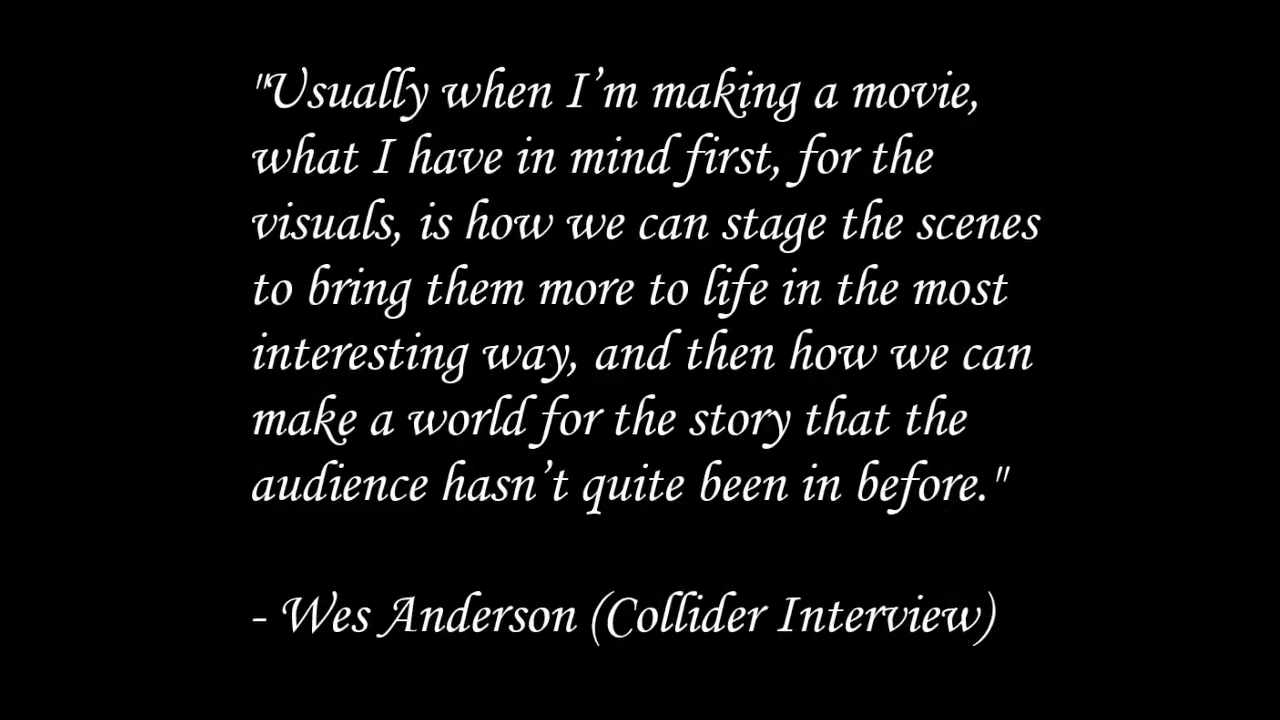 "Usually when I’m making a movie,
what I have in mind first, for the
visuals, is how we can stage the scenes
to bring them more to life in the most
interesting way, and then how we can
make a world for the story that the
audience hasn’t quite been in before."
- Wes Anderson (Collider Interview)